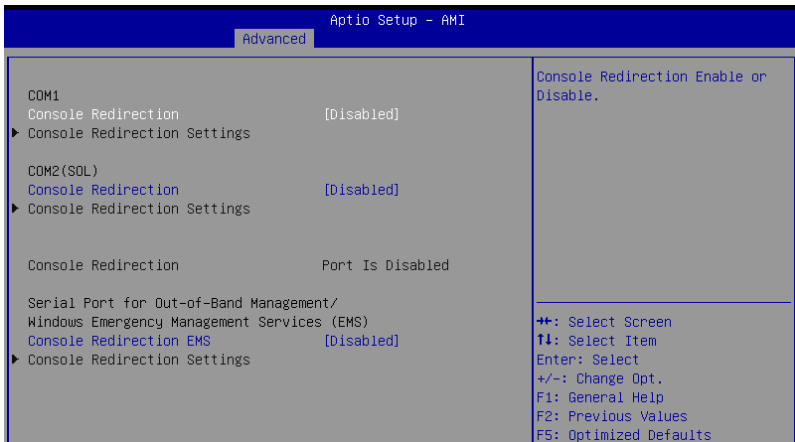 Aptio Setup – AMI
Advanced
COM1
Console Redirection [Disabled]
Console Redirection Settings
COM2(SOL)
Console Redirection [Disabled]
Console Redirection Settings
Console Redirection Port Is Disabled
Serial Port for Out-of-Band Management/
Windows Emergency Management Services (EMS)
Console Redirection EMS [Disabled]
Console Redirection Settings
Console Redirection Enable or
Disable.
→←: Select Screen
↑↓: Select Item
Enter: Select
+/-: Change Opt.
F1: General Help
F2: Previous Values
F5: Optimized Defaults